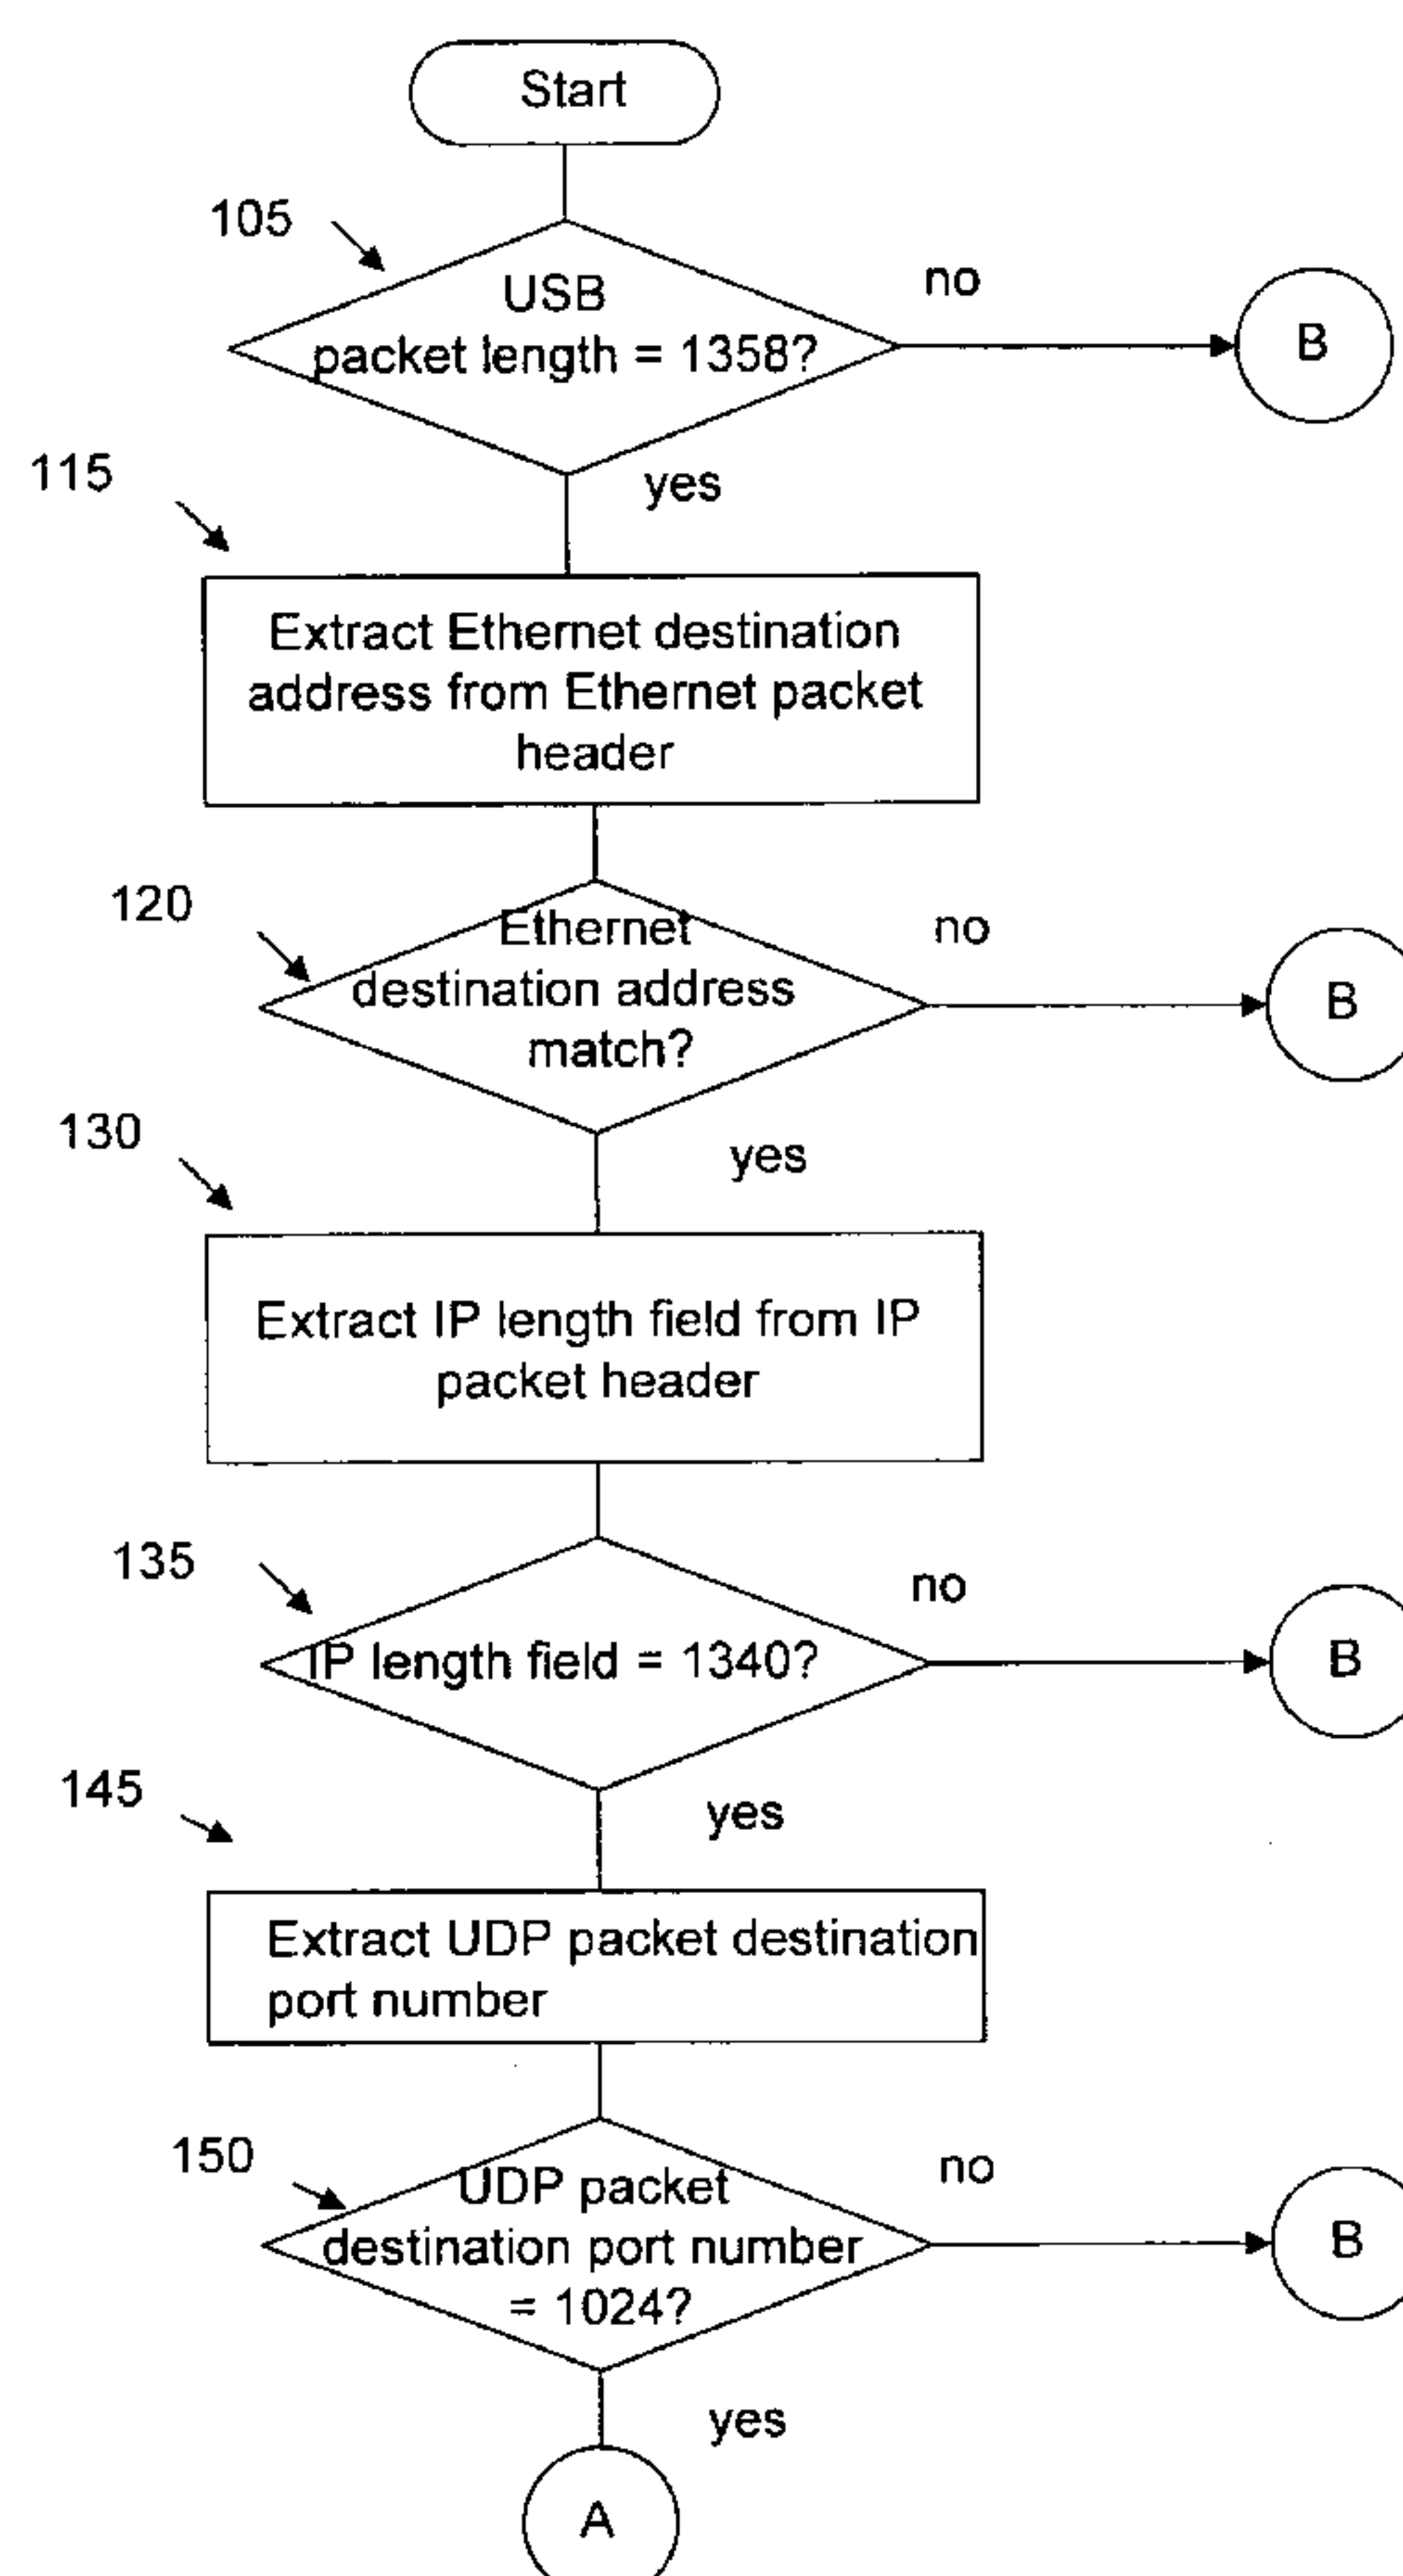 Start
105
USB
packet length = 1358?
no
B
yes
115
Extract Ethernet destination
address from Ethernet packet
header
120
Ethernet
destination address
match?
no
B
yes
130
Extract IP length field from IP
packet header
135
IP length field = 1340?
no
B
yes
145
Extract UDP packet destination
port number
150
UDP packet
destination port number
= 1024?
no
B
yes
A